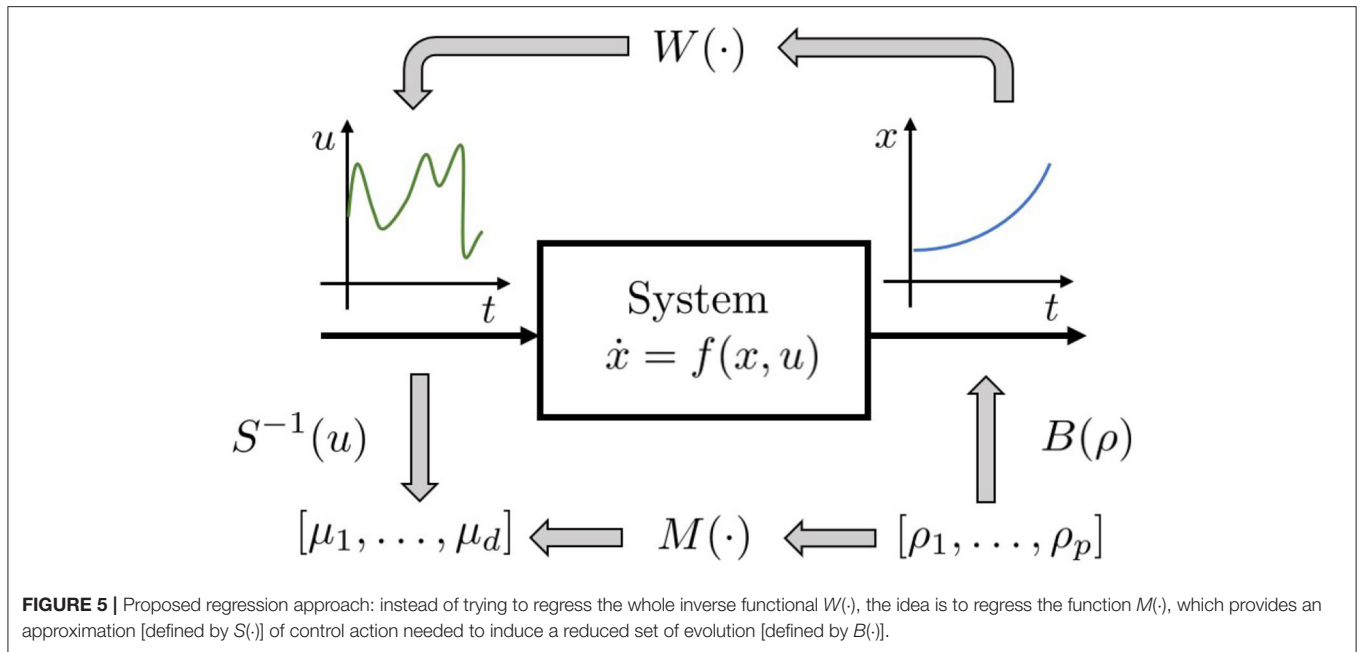 W(·)
u
x
t
t
System
ẋ = f(x, u)
S⁻¹(u)
B(ρ)
[μ₁, . . . , μ_d]
M(·)
[ρ₁, . . . , ρ_p]
FIGURE 5 | Proposed regression approach: instead of trying to regress the whole inverse functional W(·), the idea is to regress the function M(·), which provides an
approximation [defined by S(·)] of control action needed to induce a reduced set of evolution [defined by B(·)].